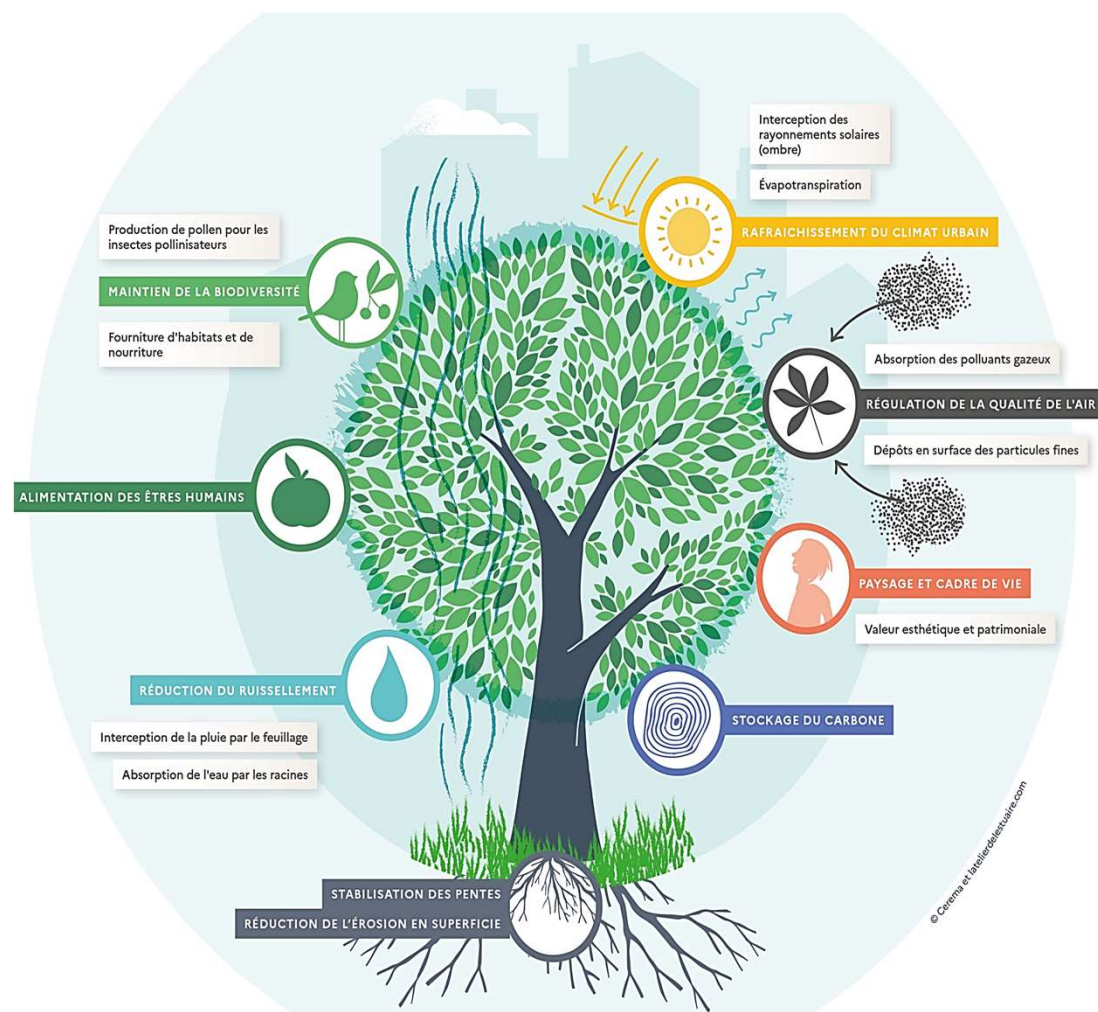 Interception des
rayonnements solaires
(ombre)
Évapotranspiration
RAFRAICHISSEMENT DU CLIMAT URBAIN
Production de pollen pour les
insectes pollinisateurs
MAINTIEN DE LA BIODIVERSITÉ
Fourniture d'habitats et de
nourriture
Absorption des polluants gazeux
RÉGULATION DE LA QUALITÉ DE L'AIR
Dépôts en surface des particules fines
ALIMENTATION DES ÊTRES HUMAINS
PAYSAGE ET CADRE DE VIE
Valeur esthétique et patrimoniale
RÉDUCTION DU RUISSELLEMENT
Interception de la pluie par le feuillage
Absorption de l'eau par les racines
STOCKAGE DU CARBONE
STABILISATION DES PENTES
RÉDUCTION DE L'ÉROSION EN SUPERFICIE
© Cerema et latelierdelestuaire.com